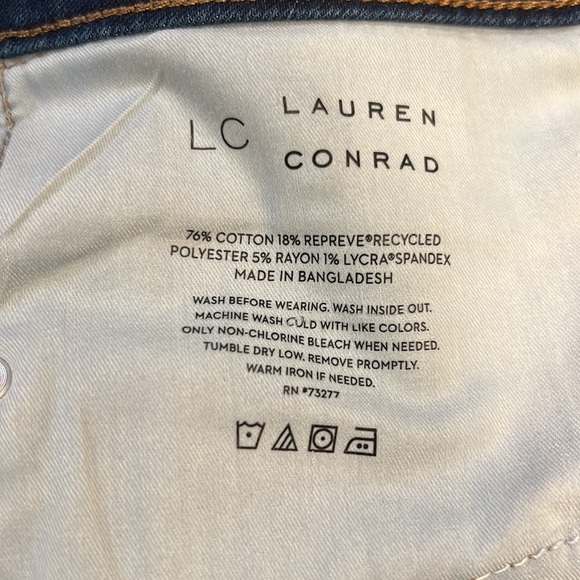 LC LAUREN
CONRAD
76% COTTON 18% REPREVE®RECYCLED
POLYESTER 5% RAYON 1% LYCRA®SPANDEX
MADE IN BANGLADESH
WASH BEFORE WEARING. WASH INSIDE OUT.
MACHINE WASH COLD WITH LIKE COLORS.
ONLY NON-CHLORINE BLEACH WHEN NEEDED.
TUMBLE DRY LOW. REMOVE PROMPTLY.
WARM IRON IF NEEDED.
RN #73277